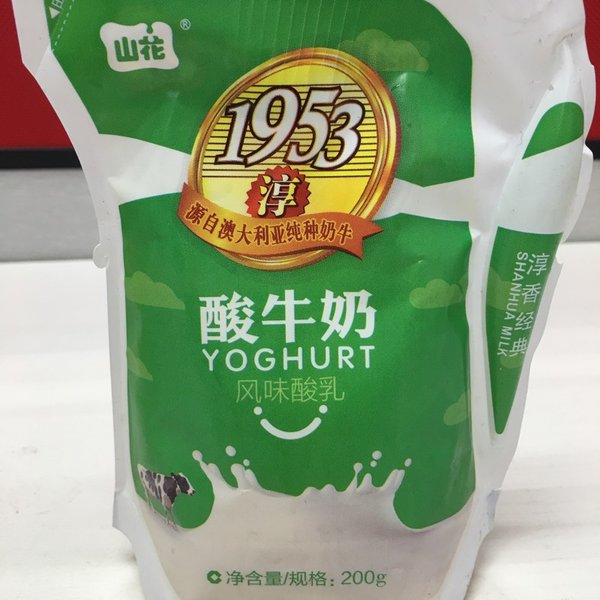 山花®
1953
淳
源自澳大利亚纯种奶牛
酸牛奶
YOGHURT
风味酸乳
淳香经典
SHANHUA MILK
净含量/规格: 200g